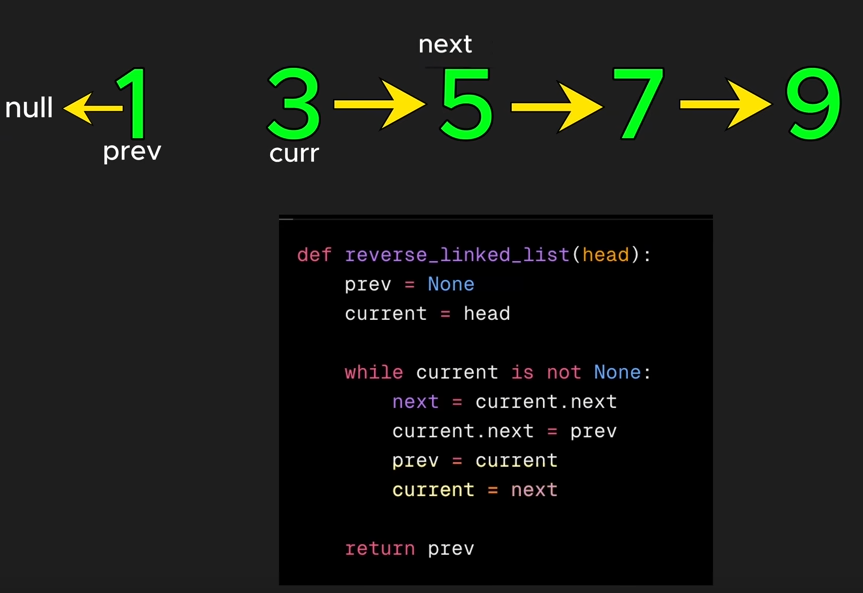 next
null 1 3 5 7 9
prev curr
def reverse_linked_list(head):
    prev = None
    current = head
    while current is not None:
        next = current.next
        current.next = prev
        prev = current
        current = next
    return prev